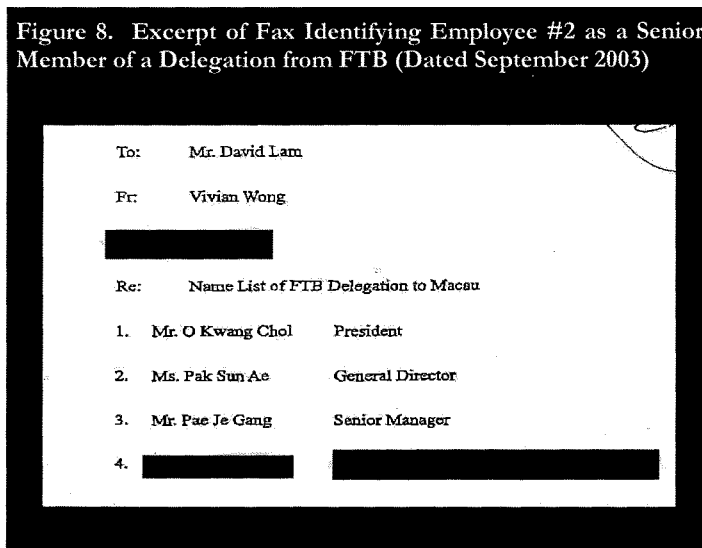 Figure 8. Excerpt of Fax Identifying Employee #2 as a Senior
Member of a Delegation from FTB (Dated September 2003)
To: Mr. David Lam
Fr: Vivian Wong
Re: Name List of FTB Delegation to Macau
1. Mr. O Kwang Chol President
2. Ms. Pak Sun Ae General Director
3. Mr. Pae Je Gang Senior Manager
4.